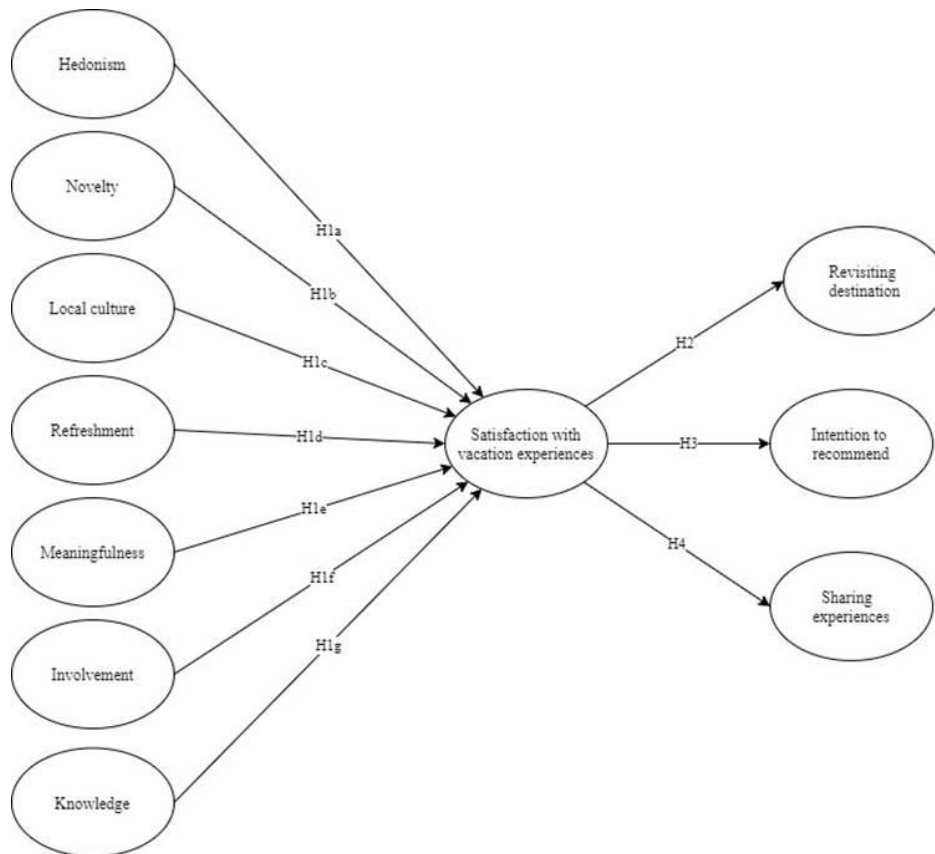 Hedonism
Novelty
Local culture
Refreshment
Meaningfulness
Involvement
Knowledge
H1a
H1b
H1c
H1d
H1e
H1f
H1g
Satisfaction with
vacation experiences
H2
H3
H4
Revisiting
destination
Intention to
recommend
Sharing
experiences